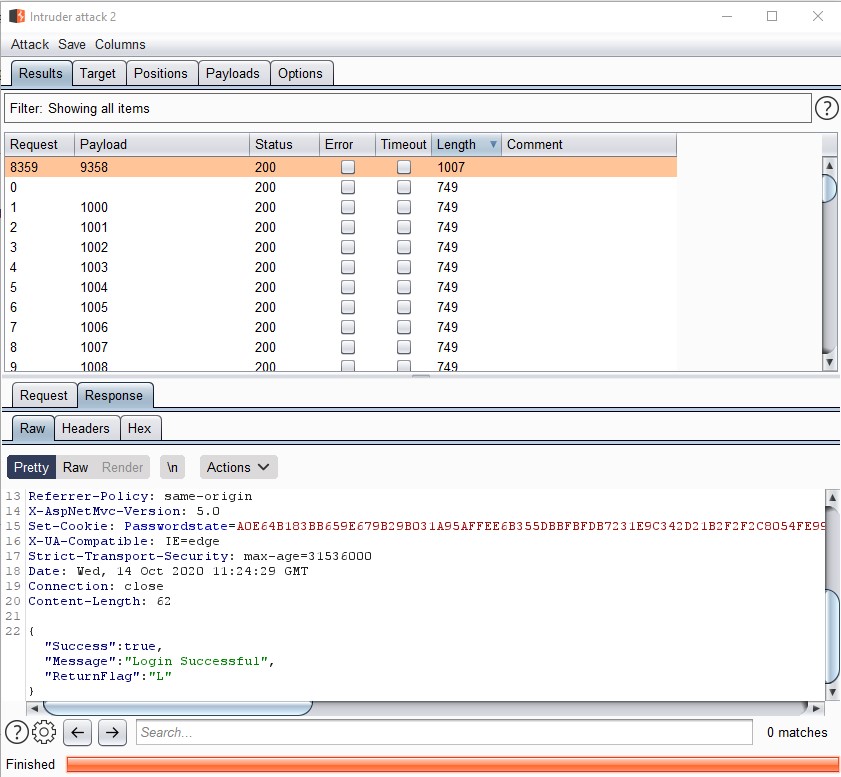 Intruder attack 2
Attack Save Columns
Results Target Positions Payloads Options
Filter: Showing all items ?
Request Payload Status Error Timeout Length Comment
8359 9358 200 1007
0 200 749
1 1000 200 749
2 1001 200 749
3 1002 200 749
4 1003 200 749
5 1004 200 749
6 1005 200 749
7 1006 200 749
8 1007 200 749
9 1008 200 749
Request Response
Raw Headers Hex
Pretty Raw Render \n Actions
13 Referrer-Policy: same-origin
14 X-AspNetMvc-Version: 5.0
15 Set-Cookie: Passwordstate=A0E64B183BB659E679B29B031A95AFFEE6B355DBBFBFDB7231E9C342D21B2F2F2C8054FE99
16 X-UA-Compatible: IE=edge
17 Strict-Transport-Security: max-age=31536000
18 Date: Wed, 14 Oct 2020 11:24:29 GMT
19 Connection: close
20 Content-Length: 62
21
22 {
"Success":true,
"Message":"Login Successful",
"ReturnFlag":"L"
}
? Search... 0 matches
Finished